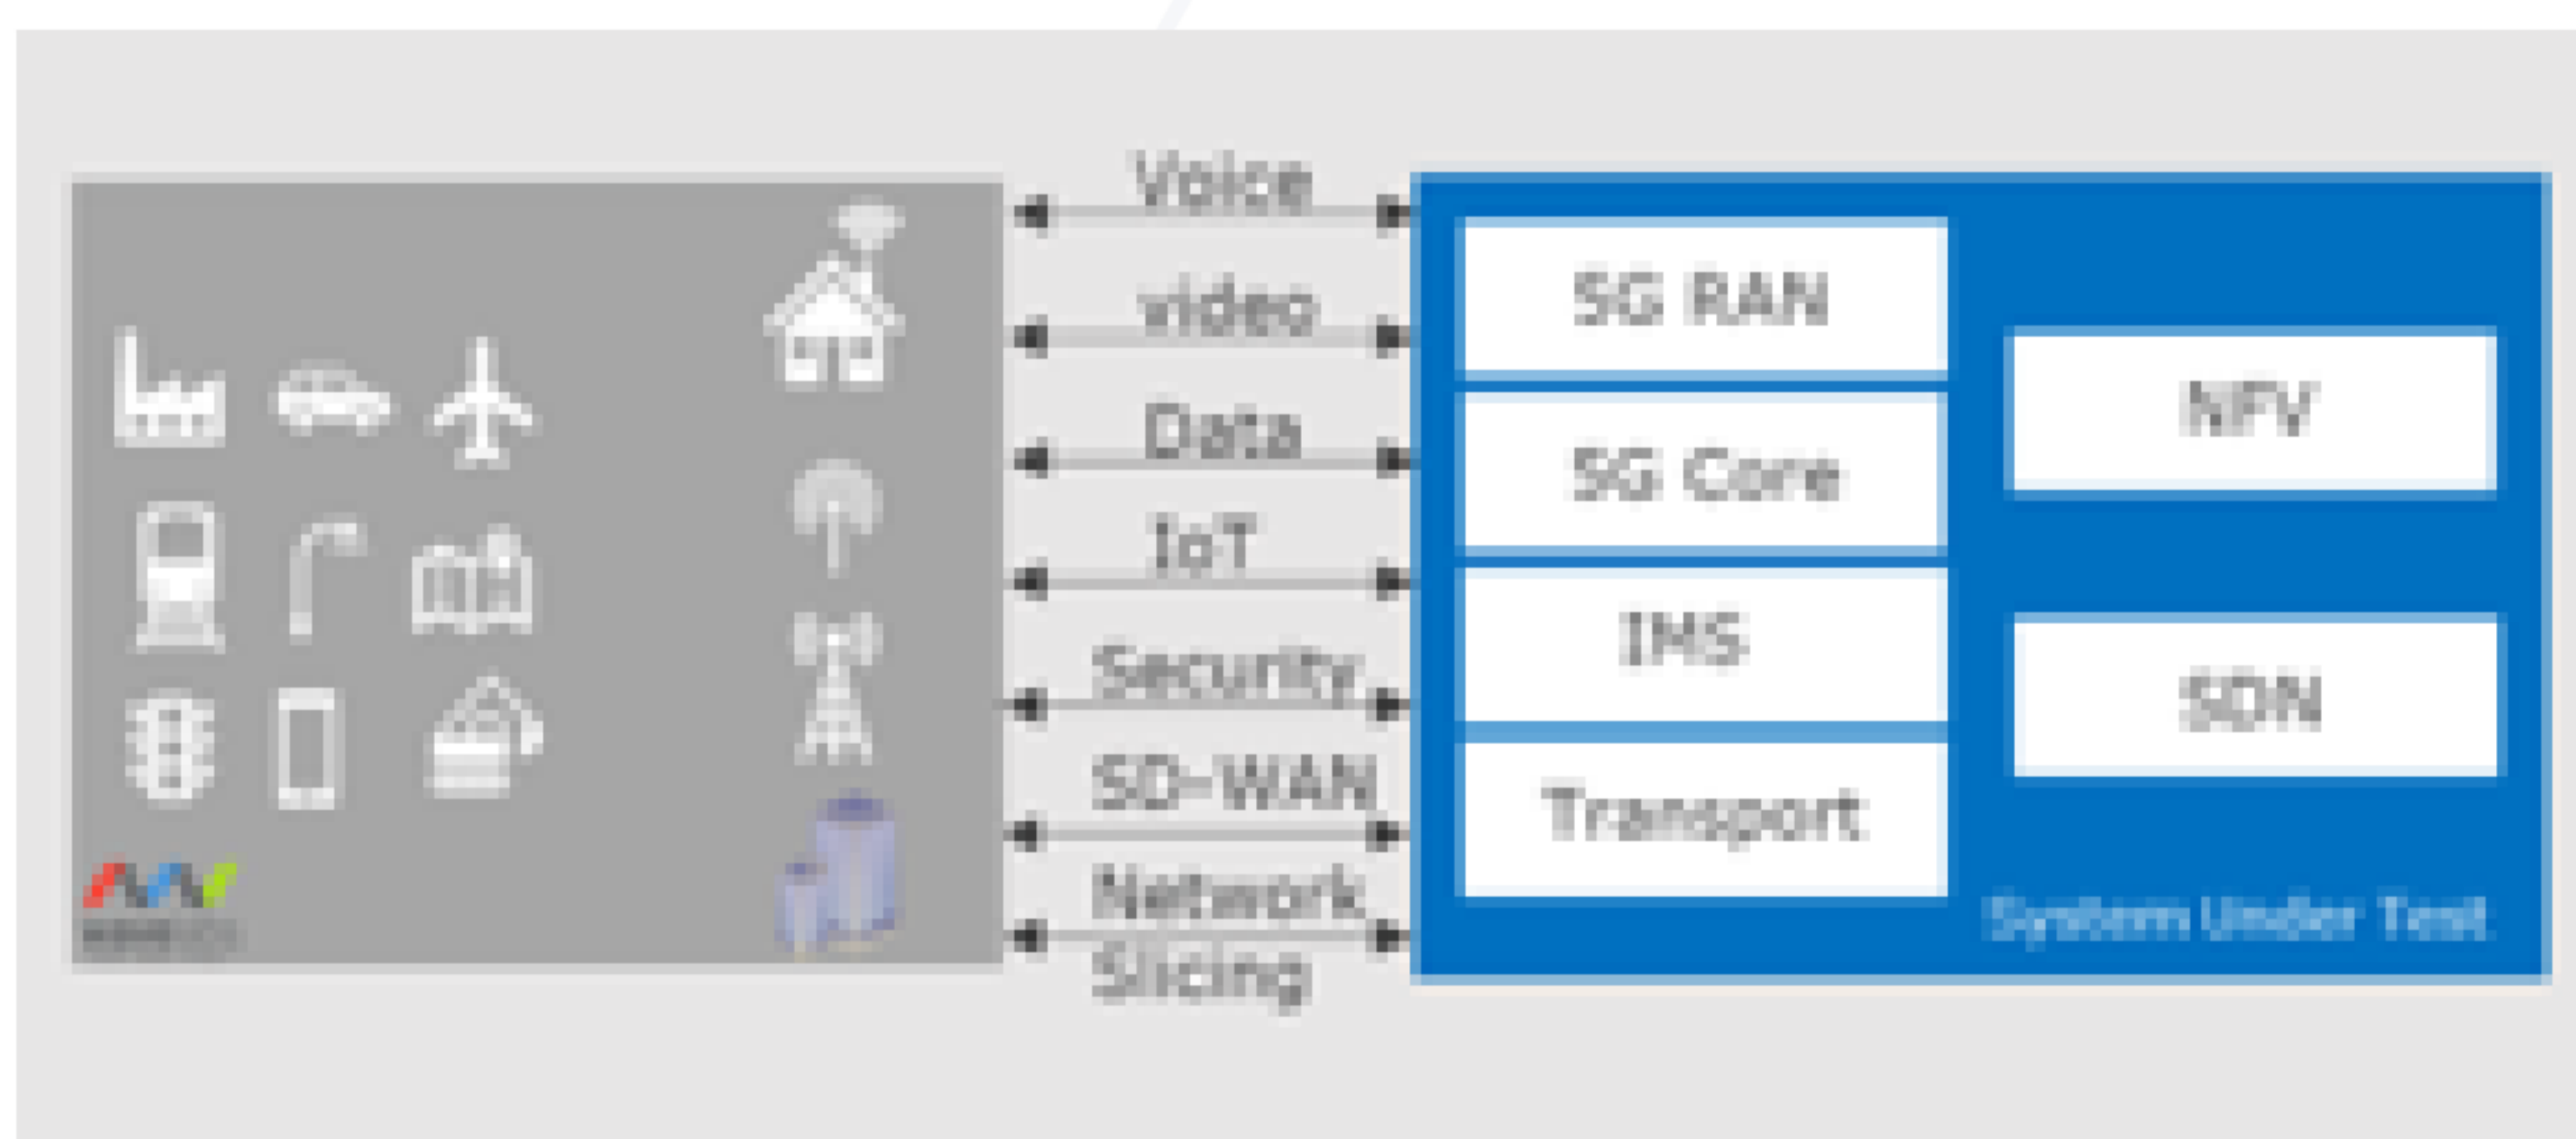 Voice
video
Data
IoT
Security
SD-WAN
Network
Slicing
5G RAN
5G Core
IMS
Transport
NFV
SDN
System Under Test